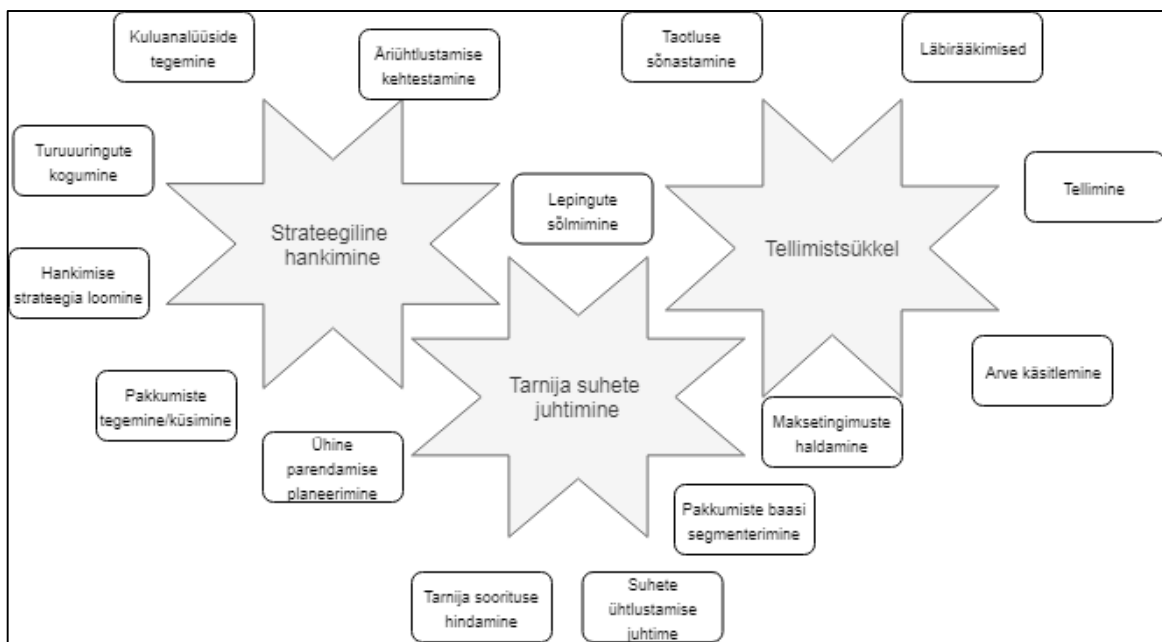 Kuluanalüüside
tegemine
Äriühtlustamise
kehtestamine
Taotluse
sõnastamine
Läbirääkimised
Turuuuringute
kogumine
Lepingute
sõlmimine
Tellimine
Strateegiline
hankimine
Tellimistsükkel
Hankimise
strateegia loomine
Arve käsitlemine
Tarnija suhete
juhtimine
Pakkumiste
tegemine/küsimine
Maksetingimuste
haldamine
Ühine
parendamise
planeerimine
Pakkumiste baasi
segmenterimine
Tarnija soorituse
hindamine
Suhete
ühtlustamise
juhtime